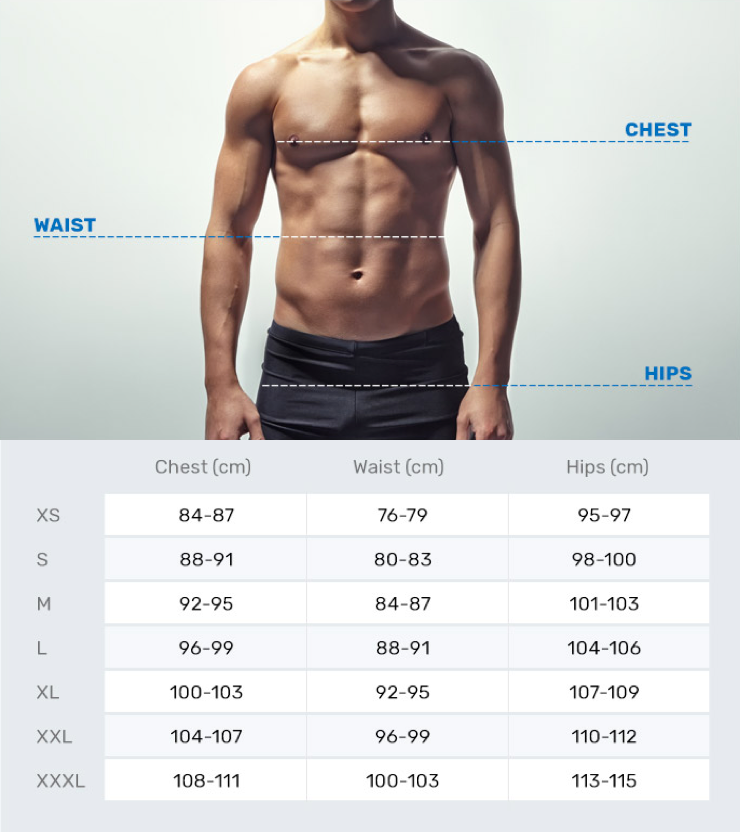 CHEST
WAIST
HIPS
Chest (cm) Waist (cm) Hips (cm)
XS 84-87 76-79 95-97
S 88-91 80-83 98-100
M 92-95 84-87 101-103
L 96-99 88-91 104-106
XL 100-103 92-95 107-109
XXL 104-107 96-99 110-112
XXXL 108-111 100-103 113-115